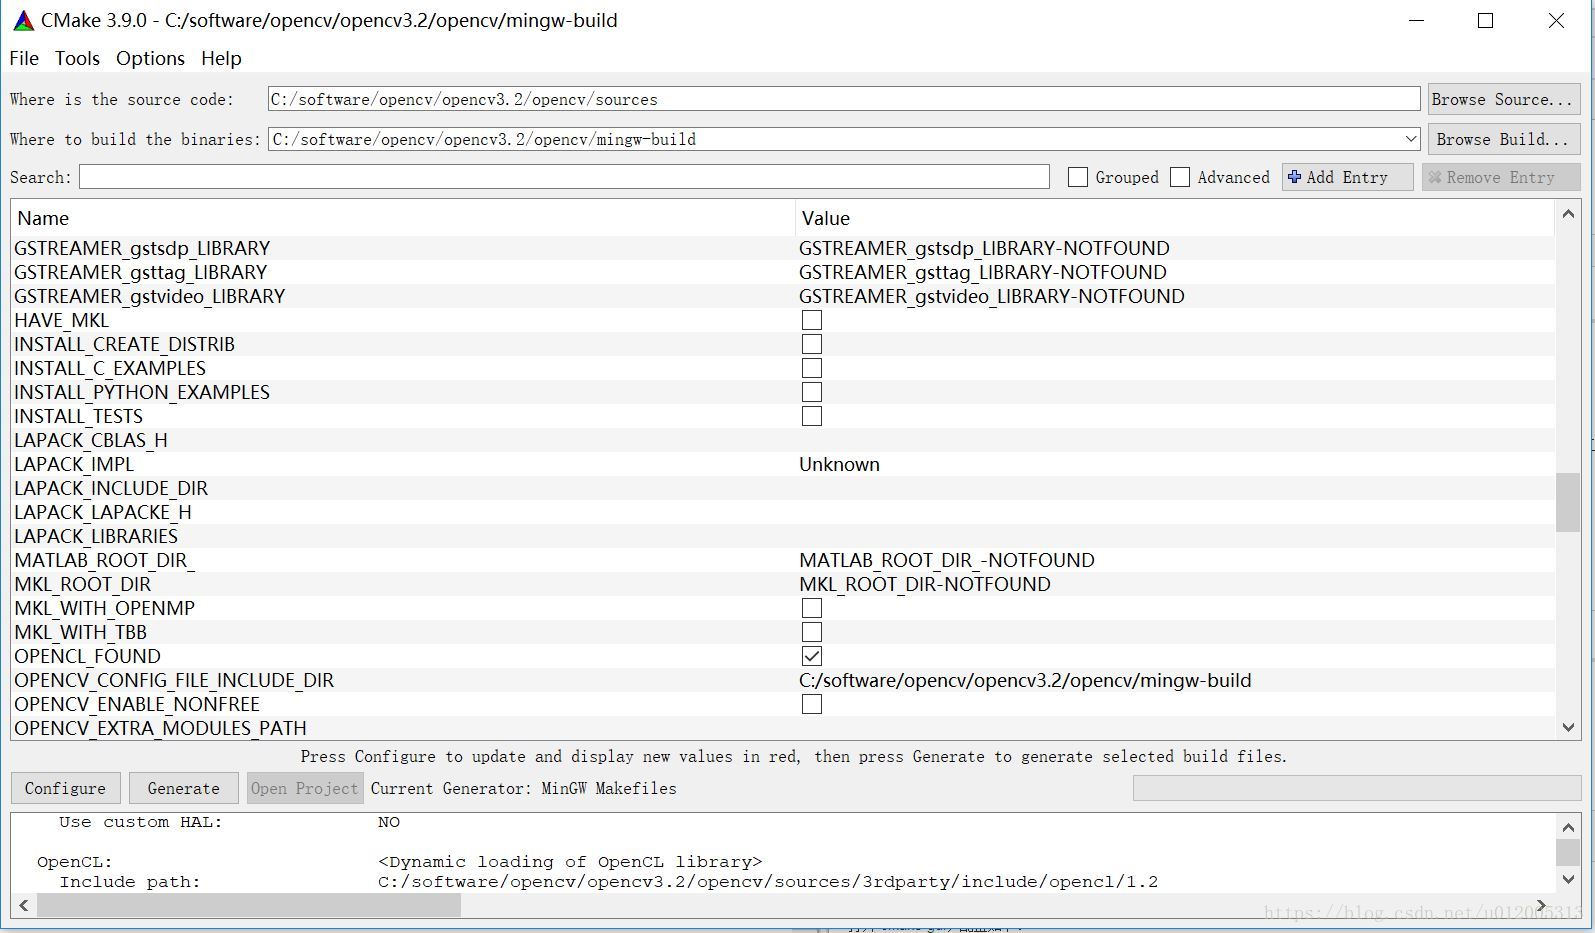 CMake 3.9.0 - C:/software/opencv/opencv3.2/opencv/mingw-build
File Tools Options Help
Where is the source code: C:/software/opencv/opencv3.2/opencv/sources Browse Source...
Where to build the binaries: C:/software/opencv/opencv3.2/opencv/mingw-build Browse Build...
Search: Grouped Advanced Add Entry Remove Entry
Name Value
GSTREAMER_gstsdp_LIBRARY GSTREAMER_gstsdp_LIBRARY-NOTFOUND
GSTREAMER_gsttag_LIBRARY GSTREAMER_gsttag_LIBRARY-NOTFOUND
GSTREAMER_gstvideo_LIBRARY GSTREAMER_gstvideo_LIBRARY-NOTFOUND
HAVE_MKL
INSTALL_CREATE_DISTRIB
INSTALL_C_EXAMPLES
INSTALL_PYTHON_EXAMPLES
INSTALL_TESTS
LAPACK_CBLAS_H
LAPACK_IMPL Unknown
LAPACK_INCLUDE_DIR
LAPACK_LAPACKE_H
LAPACK_LIBRARIES
MATLAB_ROOT_DIR_ MATLAB_ROOT_DIR_-NOTFOUND
MKL_ROOT_DIR MKL_ROOT_DIR-NOTFOUND
MKL_WITH_OPENMP
MKL_WITH_TBB
OPENCL_FOUND
OPENCV_CONFIG_FILE_INCLUDE_DIR C:/software/opencv/opencv3.2/opencv/mingw-build
OPENCV_ENABLE_NONFREE
OPENCV_EXTRA_MODULES_PATH
Press Configure to update and display new values in red, then press Generate to generate selected build files.
Configure Generate Open Project Current Generator: MinGW Makefiles
Use custom HAL: NO
OpenCL: <Dynamic loading of OpenCL library>
Include path: C:/software/opencv/opencv3.2/opencv/sources/3rdparty/include/opencl/1.2
https://blog.csdn.net/u012005313